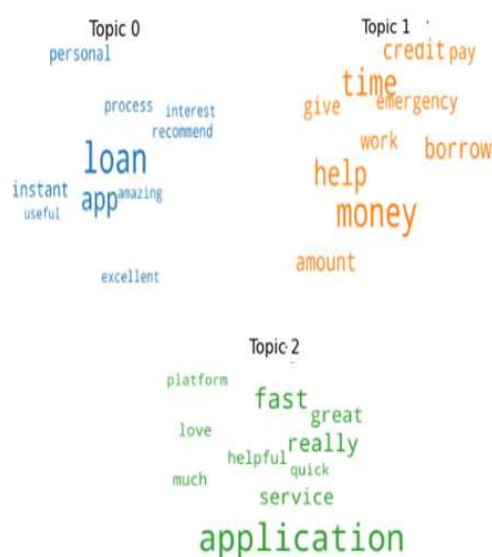 Topic 0
personal
process interest
recommend
loan
instant
app amazing
useful
excellent
Topic 1
credit pay
time
give emergency
work
borrow
help
money
amount
Topic 2
platform
fast
great
love
really
helpful
quick
much
service
application